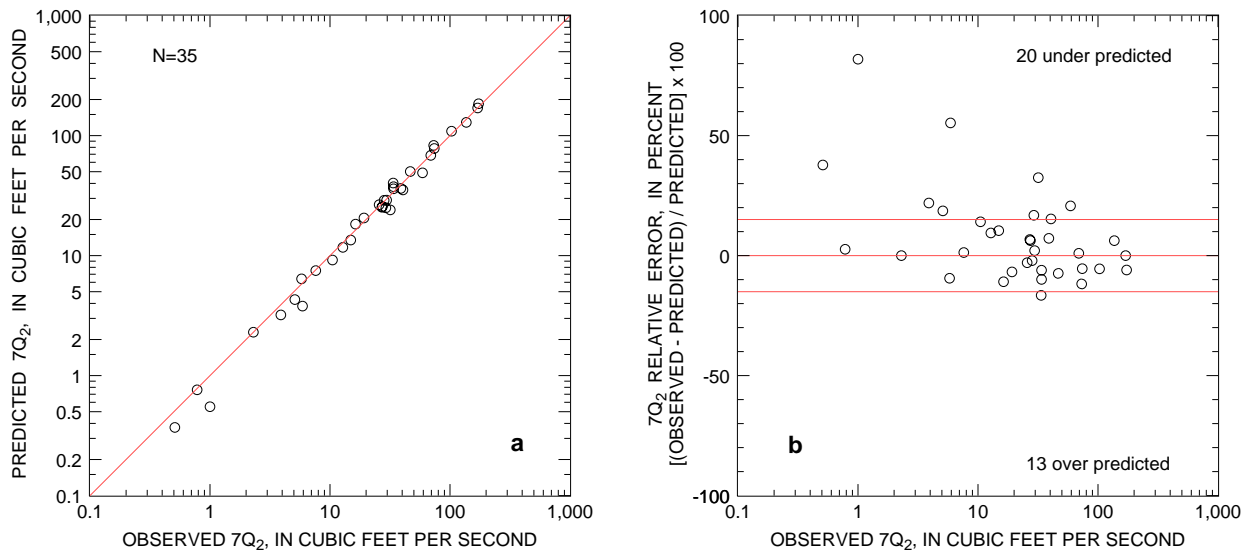 PREDICTED 7Q2, IN CUBIC FEET PER SECOND
1,000
500
200
100
50
20
10
5
2
1
0.5
0.2
0.1
N=35
a
0.1
1
10
100
1,000
OBSERVED 7Q2, IN CUBIC FEET PER SECOND
7Q2 RELATIVE ERROR, IN PERCENT
[(OBSERVED - PREDICTED) / PREDICTED] x 100
100
50
0
-50
-100
20 under predicted
b
13 over predicted
0.1
1
10
100
1,000
OBSERVED 7Q2, IN CUBIC FEET PER SECOND